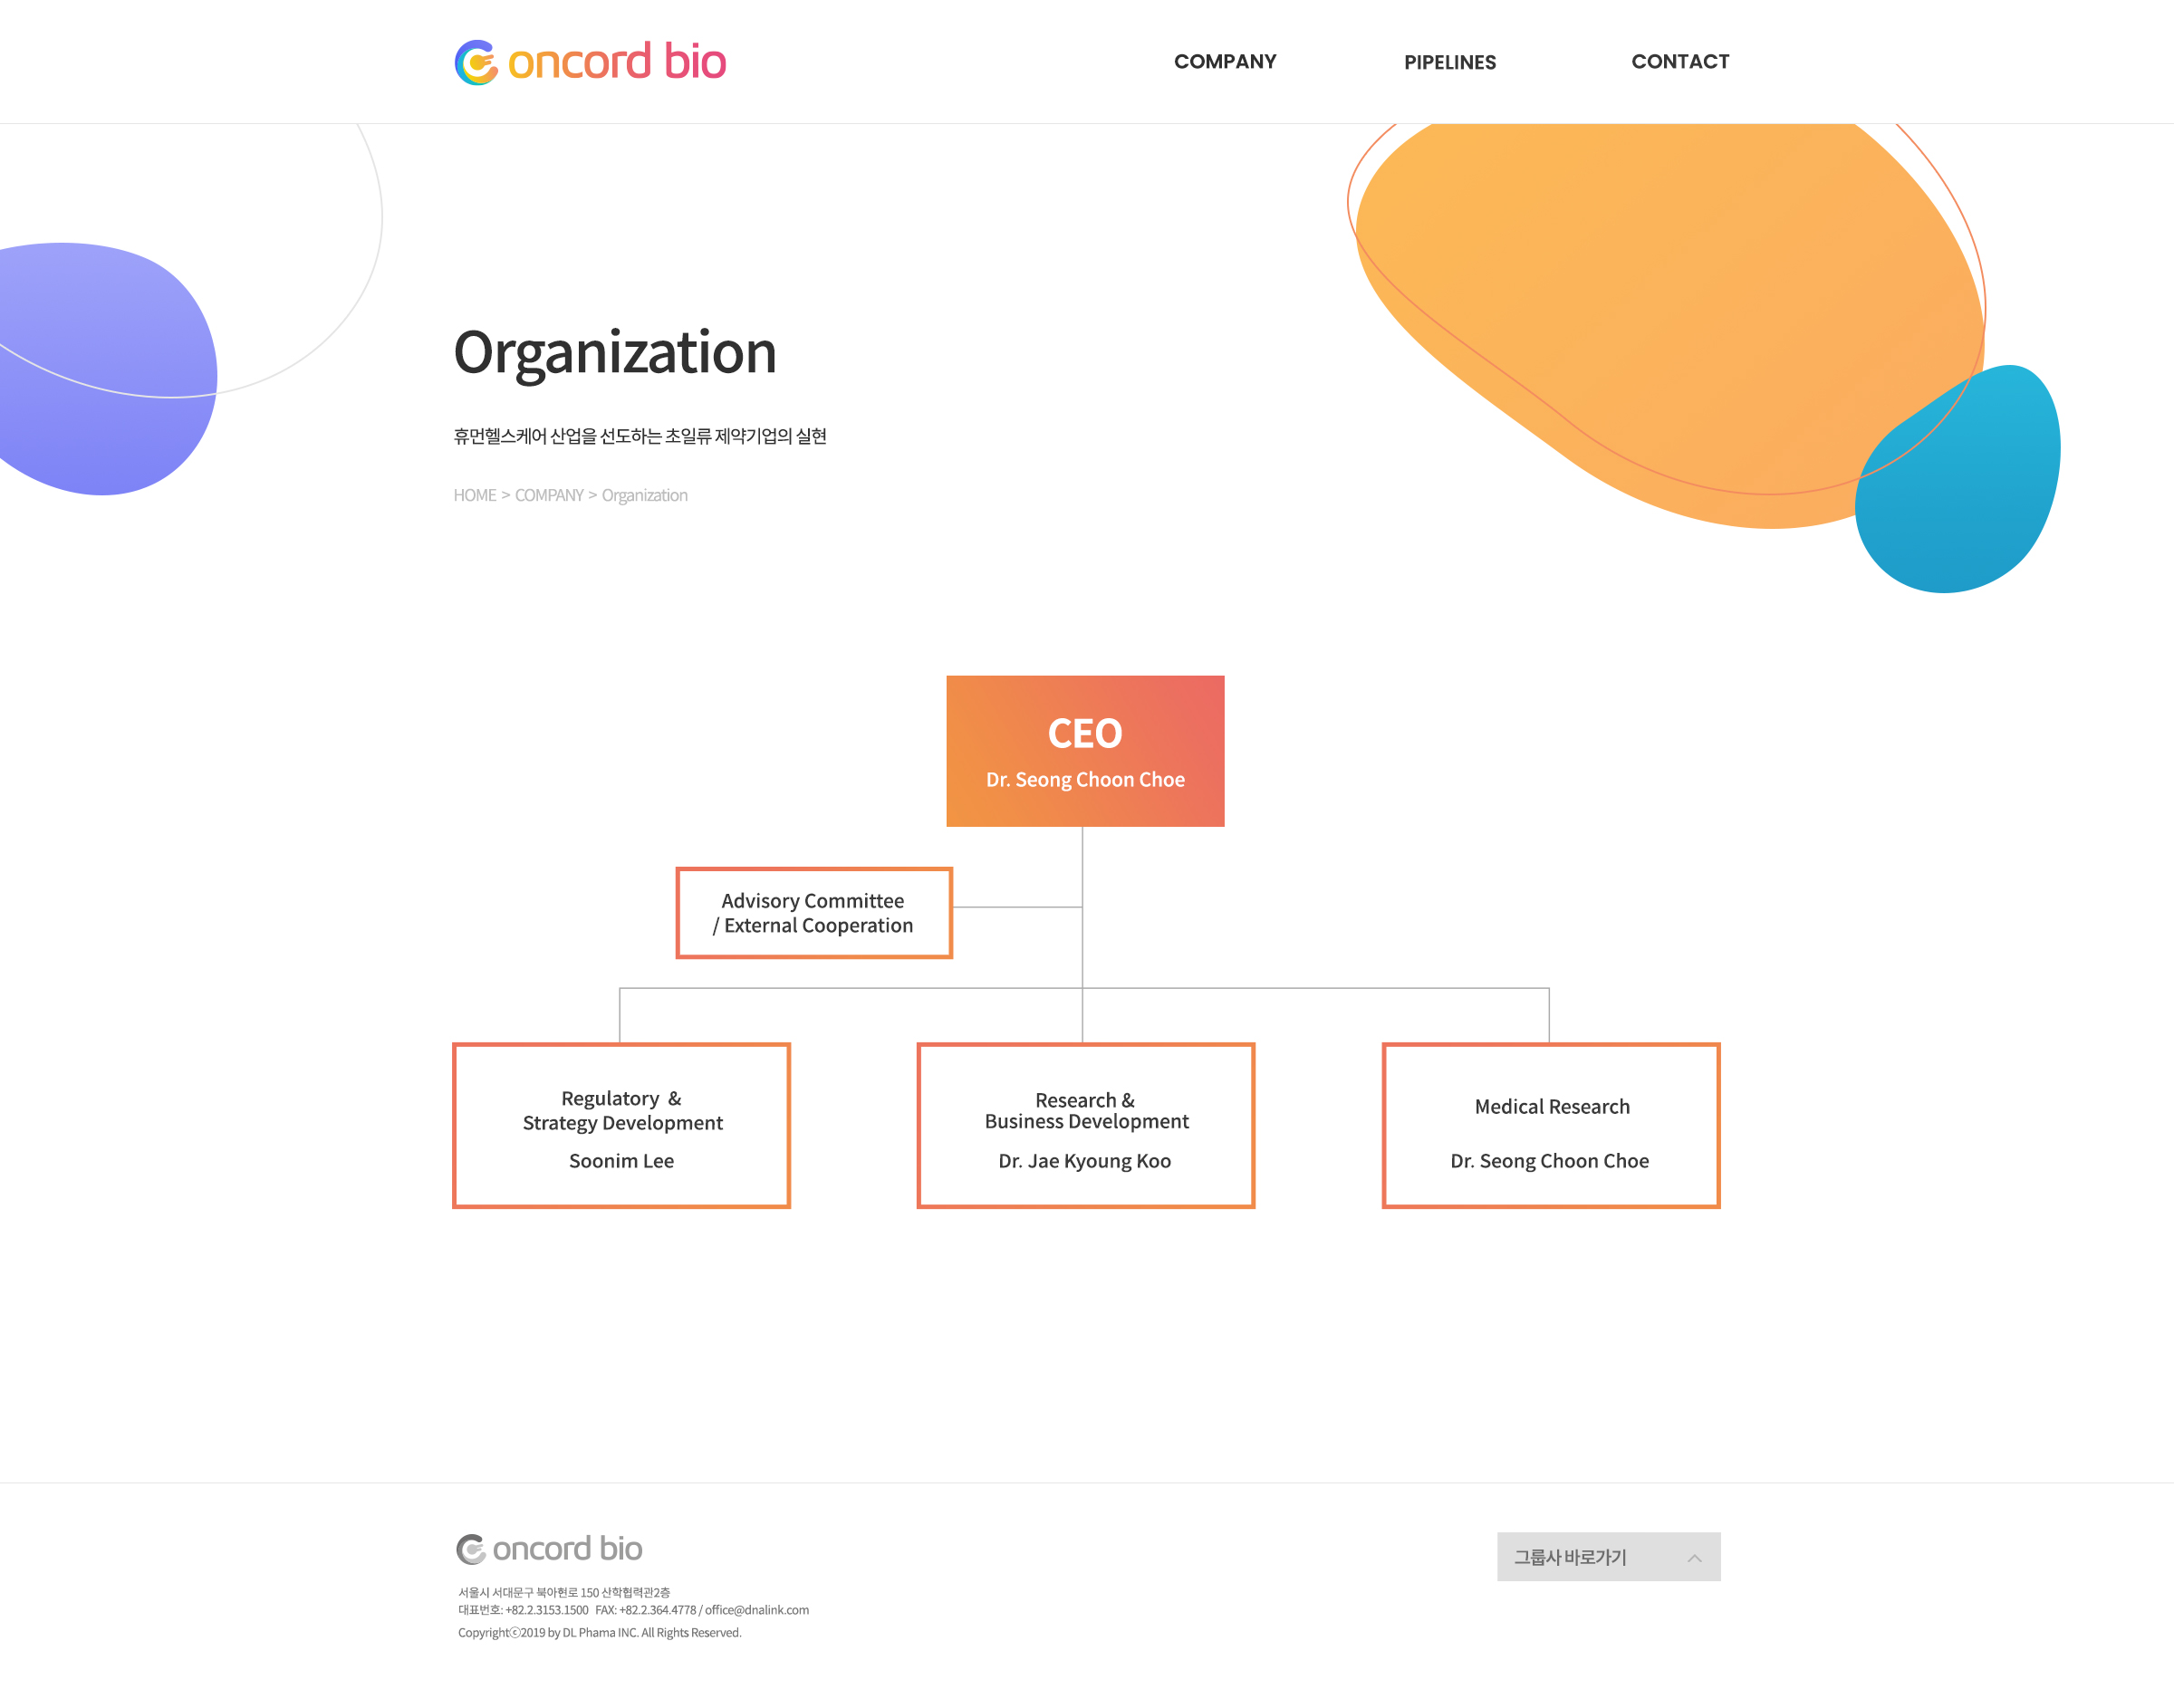 oncord bio
COMPANY
PIPELINES
CONTACT
Organization
휴먼헬스케어 산업을 선도하는 초일류 제약기업의 실현
HOME > COMPANY > Organization
CEO
Dr. Seong Choon Choe
Advisory Committee
/ External Cooperation
Regulatory &
Strategy Development
Soonim Lee
Research &
Business Development
Dr. Jae Kyoung Koo
Medical Research
Dr. Seong Choon Choe
oncord bio
그룹사 바로가기
서울시 서대문구 북아현로 150 산학협력관2층
대표번호: +82.2.3153.1500 FAX: +82.2.364.4778 / office@dnalink.com
Copyrightⓒ2019 by DL Phama INC. All Rights Reserved.